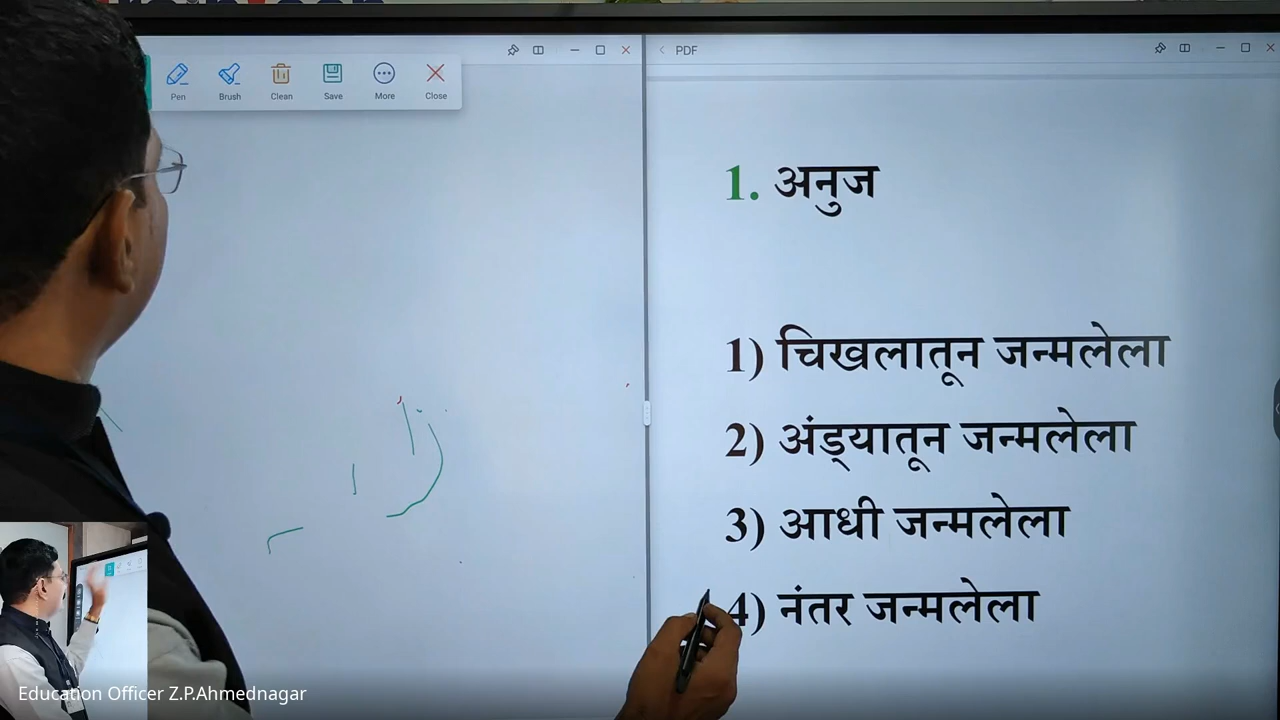 Pen Brush Clean Save More Close
PDF
1. अनुज
1) चिखलातून जन्मलेला
2) अंड्यातून जन्मलेला
3) आधी जन्मलेला
4) नंतर जन्मलेला
Education Officer Z.P.Ahmednagar